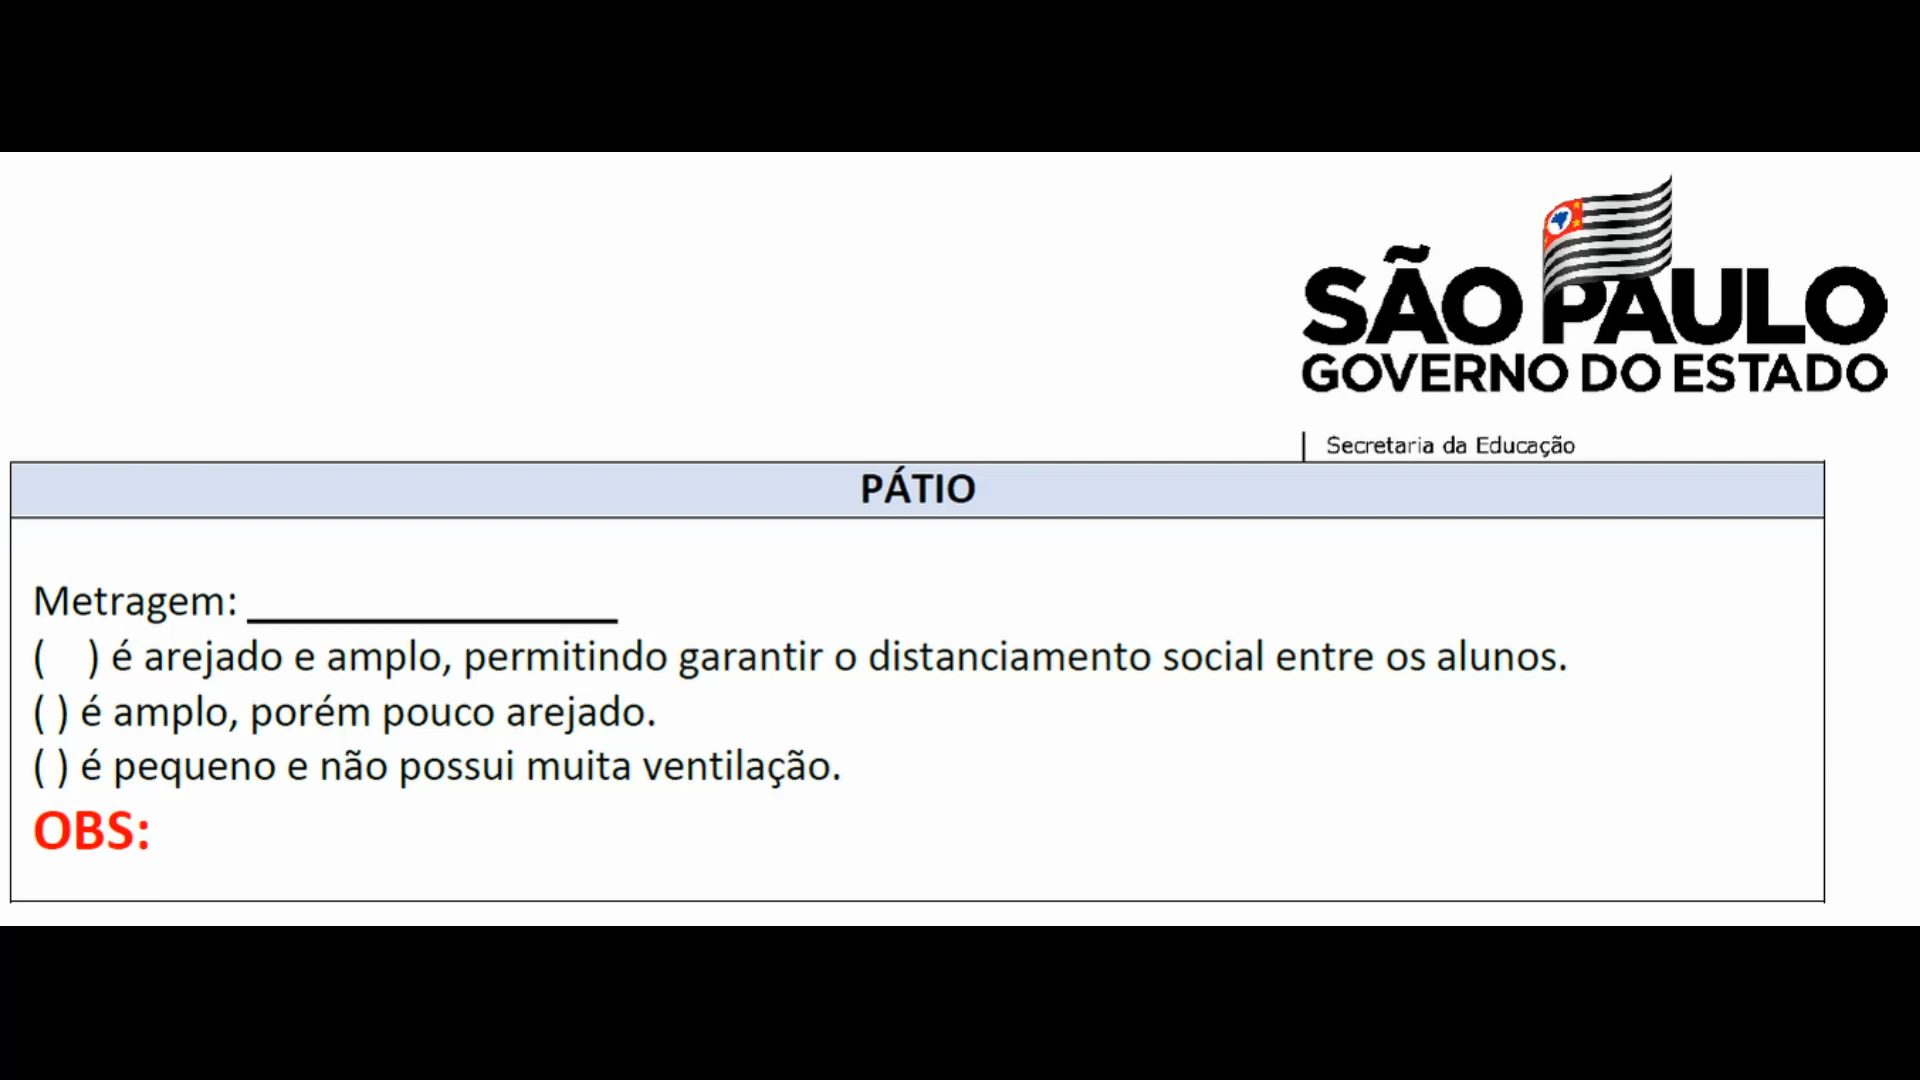 SÃO PAULO
GOVERNO DO ESTADO
Secretaria da Educação
PÁTIO
Metragem: ________________
(    ) é arejado e amplo, permitindo garantir o distanciamento social entre os alunos.
( ) é amplo, porém pouco arejado.
( ) é pequeno e não possui muita ventilação.
OBS: